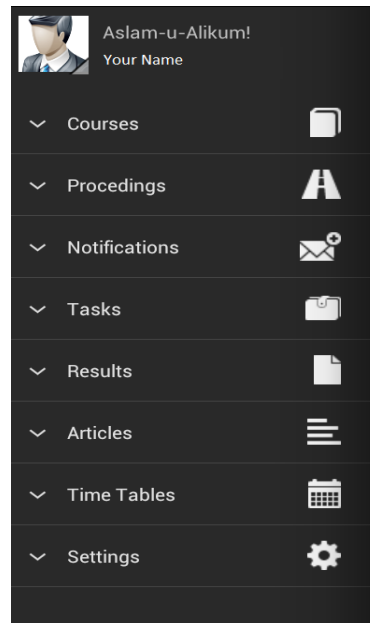 Aslam-u-Alikum!
Your Name
Courses
Procedings
Notifications
Tasks
Results
Articles
Time Tables
Settings